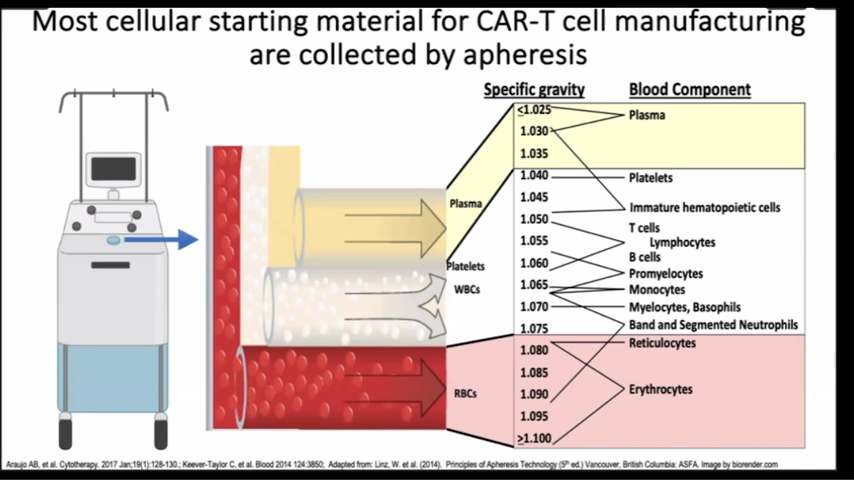 Most cellular starting material for CAR-T cell manufacturing
are collected by apheresis
Specific gravity
Blood Component
≤1.025
1.030
1.035
1.040
1.045
1.050
1.055
1.060
1.065
1.070
1.075
1.080
1.085
1.090
1.095
≥1.100
Plasma
Platelets
Immature hematopoietic cells
T cells
Lymphocytes
B cells
Promyelocytes
Monocytes
Myelocytes, Basophils
Band and Segmented Neutrophils
Reticulocytes
Erythrocytes
Plasma
Platelets
WBCs
RBCs
Araujo AB, et al. Cytotherapy. 2017 Jan;19(1):128-130.; Keever-Taylor C, et al. Blood 2014 124:3850; Adapted from: Linz, W. et al. (2014). Principles of Apheresis Technology (5th ed.) Vancouver, British Columbia: ASFA. Image by biorender.com